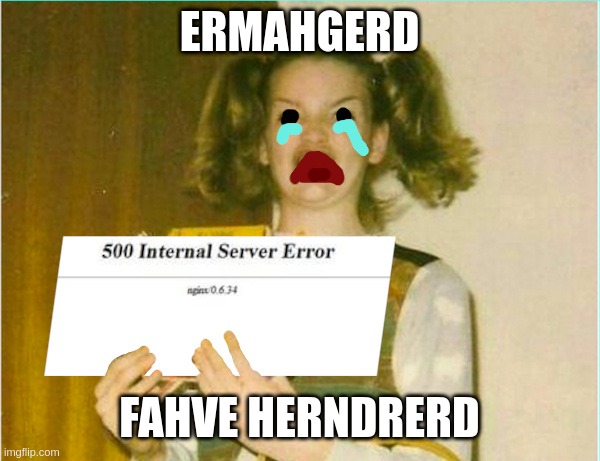 ERMAHGERD
500 Internal Server Error
nginx/0.6.34
FAHVE HERNDRERD
imgflip.com